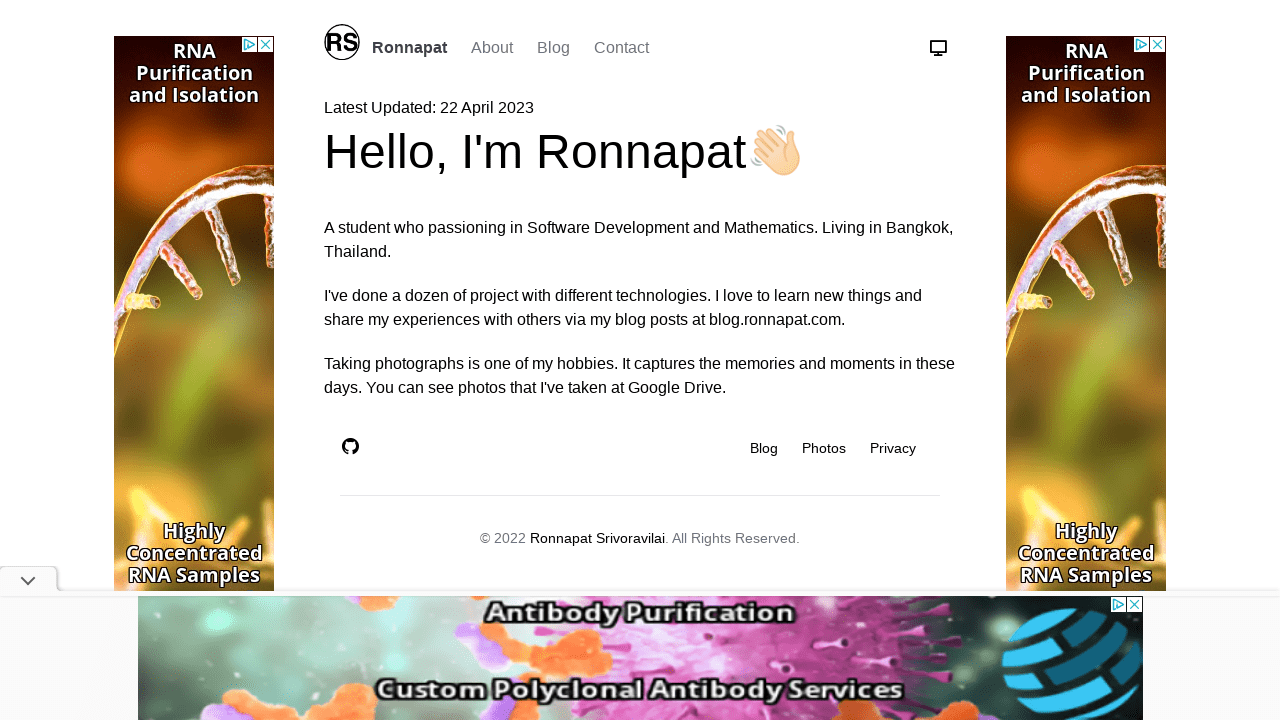 RS
Ronnapat
About
Blog
Contact
Latest Updated: 22 April 2023
Hello, I'm Ronnapat
A student who passioning in Software Development and Mathematics. Living in Bangkok,
Thailand.
I've done a dozen of project with different technologies. I love to learn new things and
share my experiences with others via my blog posts at blog.ronnapat.com.
Taking photographs is one of my hobbies. It captures the memories and moments in these
days. You can see photos that I've taken at Google Drive.
Blog
Photos
Privacy
© 2022 Ronnapat Srivoravilai. All Rights Reserved.
RNA
Purification
and Isolation
Highly
Concentrated
RNA Samples
RNA
Purification
and Isolation
Highly
Concentrated
RNA Samples
Antibody Purification
Custom Polyclonal Antibody Services